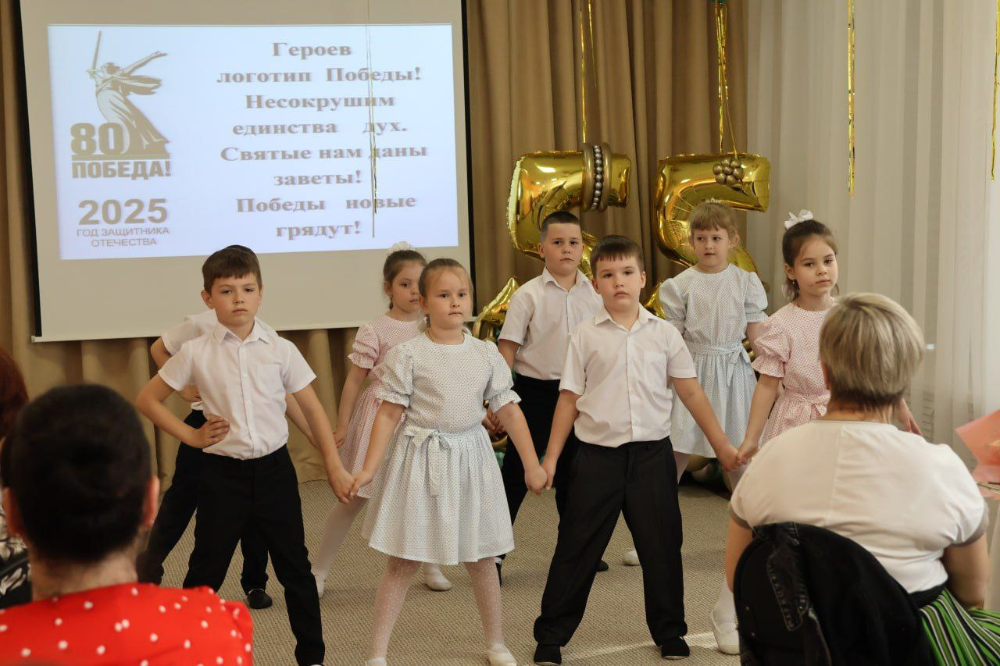 80
ПОБЕДА!
2025
ГОД ЗАЩИТНИКА
ОТЕЧЕСТВА
Героев
логотип Победы!
Несокрушим
единства дух.
Святые нам даны
заветы!
Победы новые
грядут!